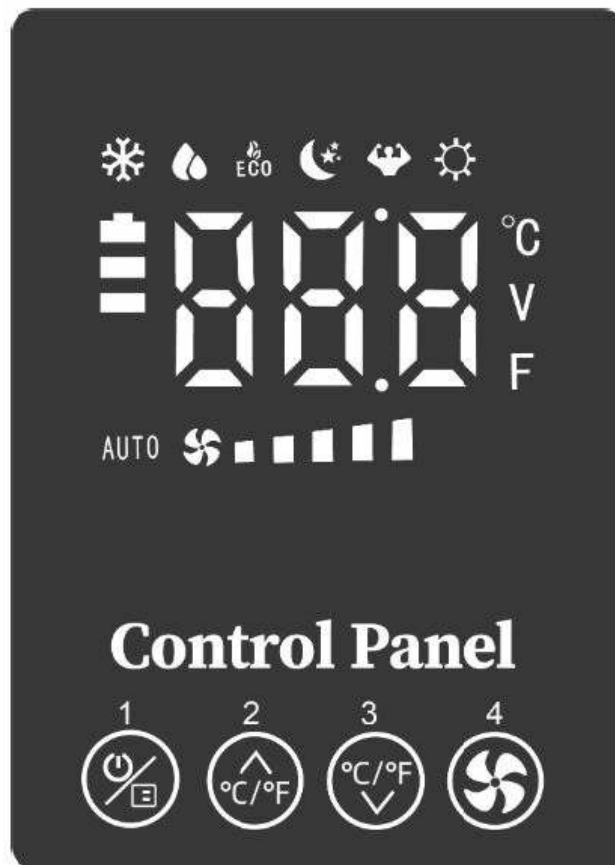 ECO
88.8
°C
V
F
AUTO
Control Panel
1 2 3 4
°C/°F °C/°F